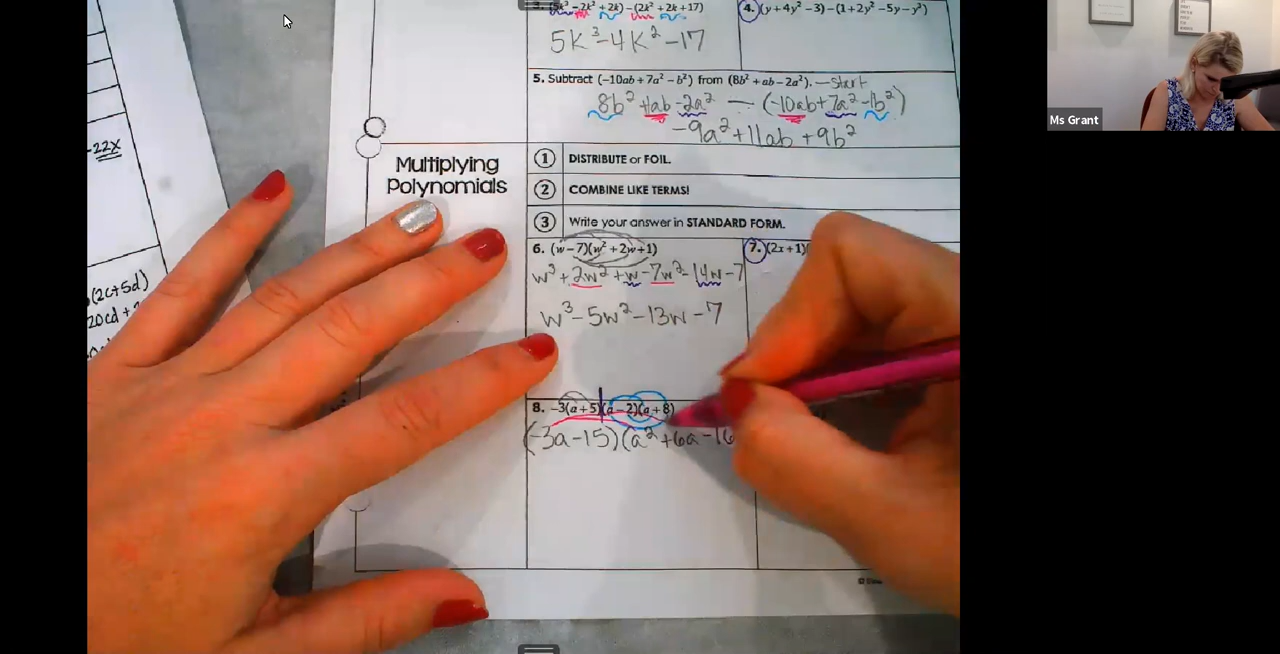 3. (5k³ – 2k² + 2k) – (2k² + 2k + 17)
5k³ - 4k² - 17
4. (y + 4y² – 3) – (1 + 2y² – 5y – y³)
5. Subtract (–10ab + 7a² – b²) from (8b² + ab – 2a²). – start
8b² + 1ab - 2a² – (-10ab + 7a² - 1b²)
-9a² + 11ab + 9b²
-22x
Multiplying
Polynomials
1 DISTRIBUTE or FOIL.
2 COMBINE LIKE TERMS!
3 Write your answer in STANDARD FORM.
6. (w – 7)(w² + 2w + 1)
w³ + 2w² + w - 7w² - 14w - 7
w³ - 5w² - 13w - 7
7. (2x + 1)(
(2c+5d)
20cd +
8. –3(a + 5)(a – 2)(a + 8)
(-3a - 15)(a² + 6a - 16
Ms Grant